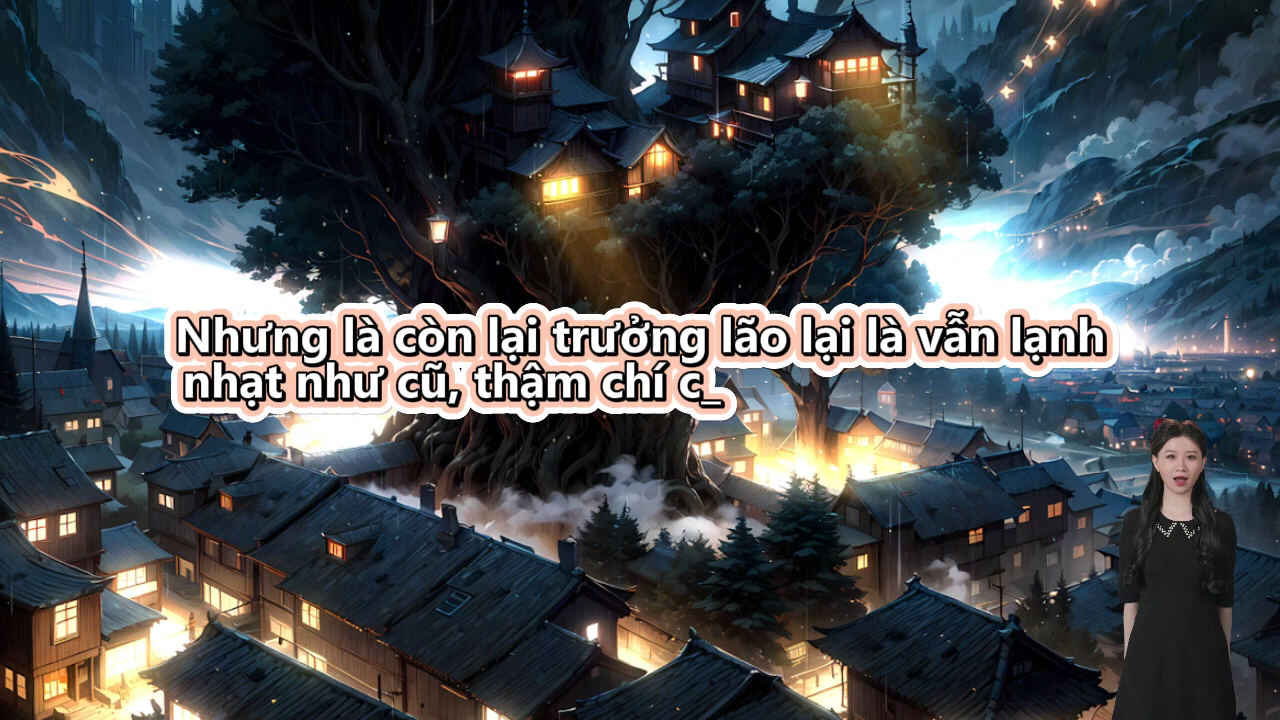 Nhưng là còn lại trưởng lão lại là vẫn lạnh
nhạt như cũ, thậm chí c_